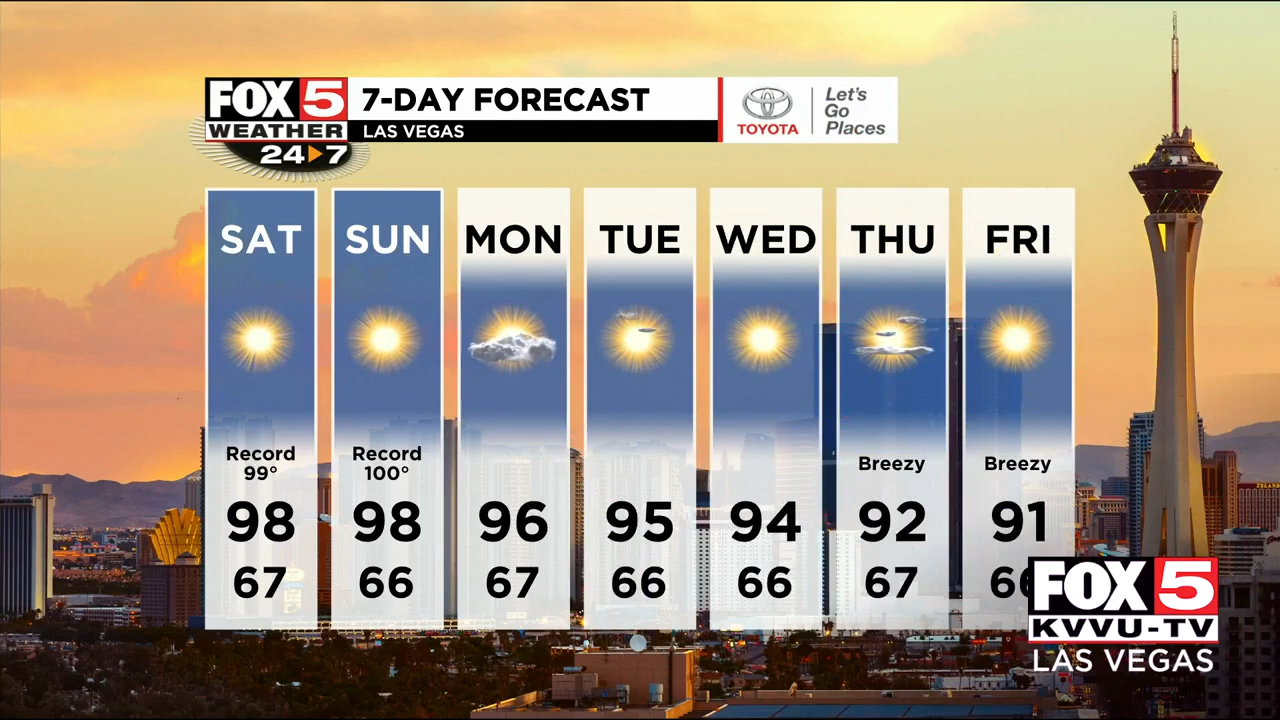 FOX 5
WEATHER
24 7
7-DAY FORECAST
LAS VEGAS
TOYOTA
Let's
Go
Places
SAT SUN MON TUE WED THU FRI
Record Record Breezy Breezy
99° 100°
98 98 96 95 94 92 91
67 66 67 66 66 67
FOX 5
KVVU-TV
LAS VEGAS